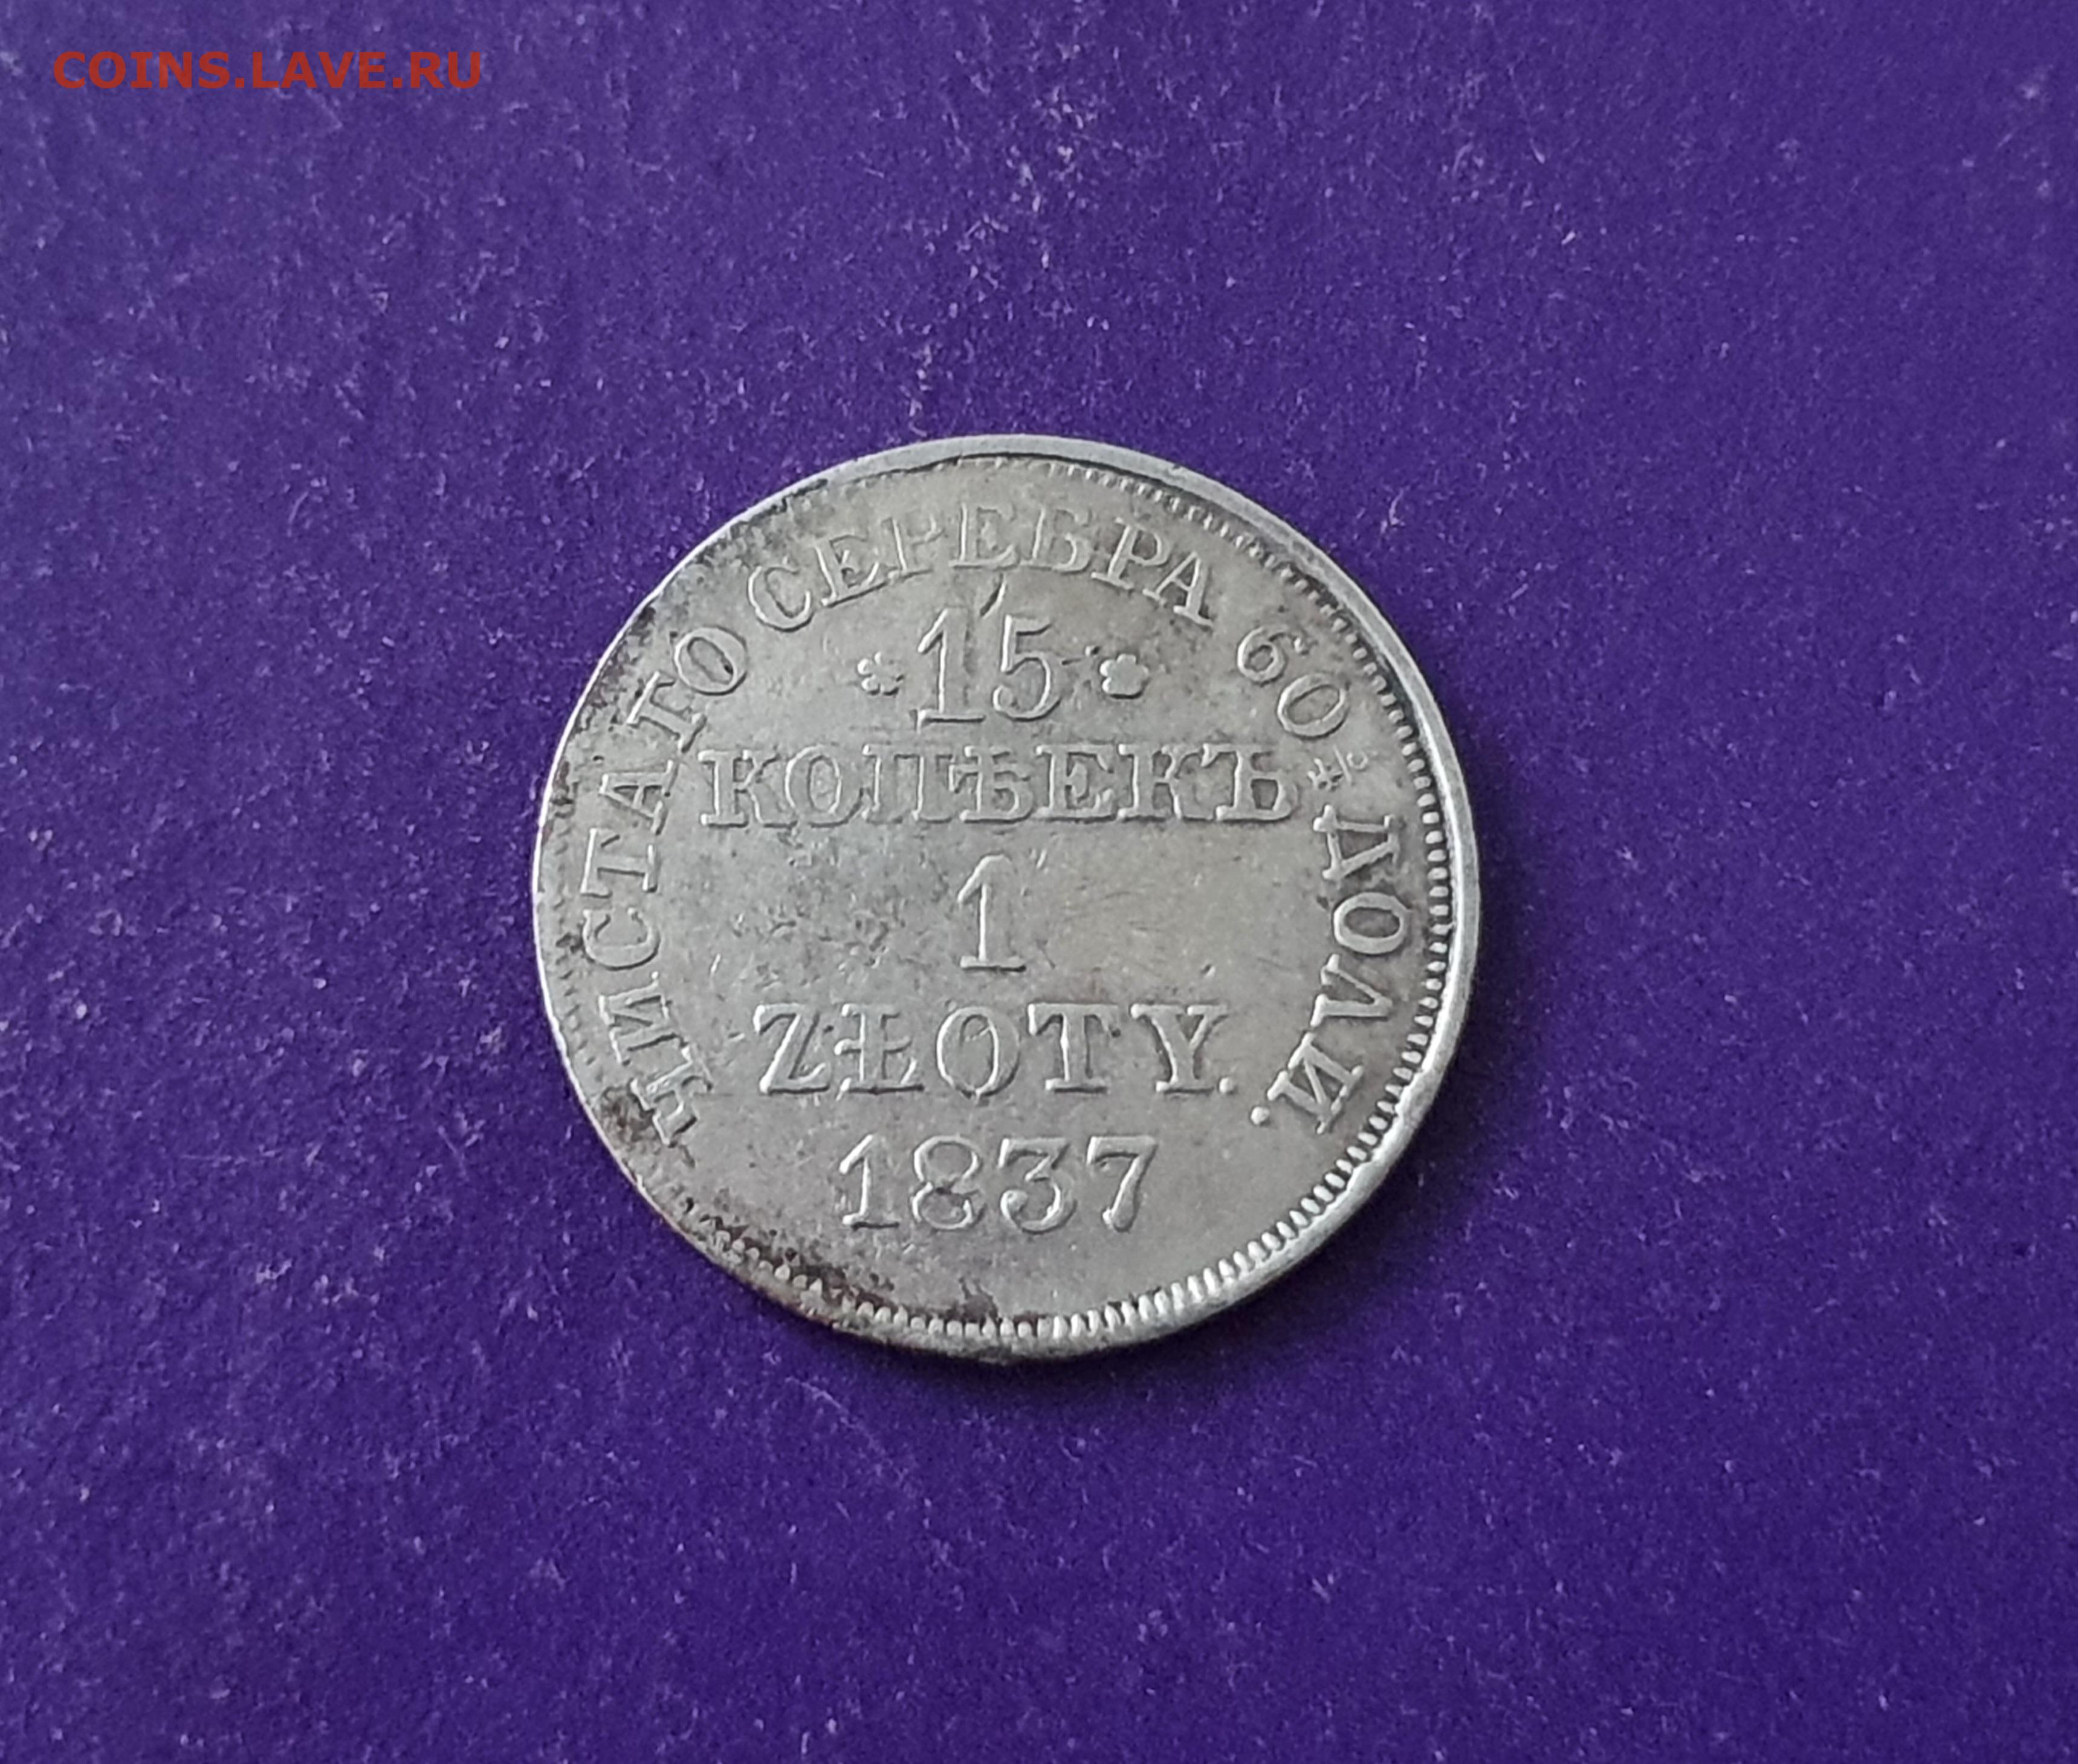 COINS.LAVE.RU
ЧИСТАГО СЕРЕБРА 60 ДОЛИ.
15
КОПѢЕКЪ
1
ZŁOTY.
1837